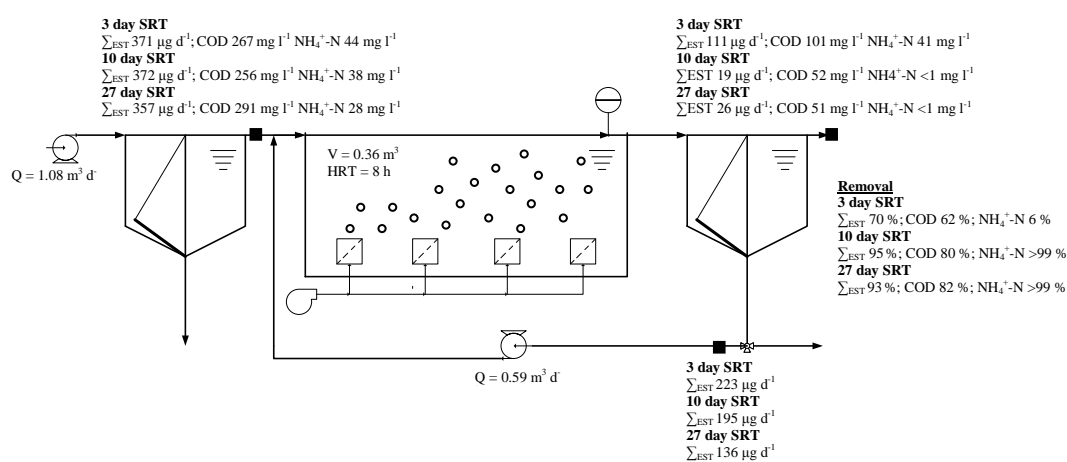 3 day SRT
∑EST 371 µg d-1; COD 267 mg l-1 NH4+-N 44 mg l-1
10 day SRT
∑EST 372 µg d-1; COD 256 mg l-1 NH4+-N 38 mg l-1
27 day SRT
∑EST 357 µg d-1; COD 291 mg l-1 NH4+-N 28 mg l-1
3 day SRT
∑EST 111 µg d-1; COD 101 mg l-1 NH4+-N 41 mg l-1
10 day SRT
∑EST 19 µg d-1; COD 52 mg l-1 NH4+-N <1 mg l-1
27 day SRT
∑EST 26 µg d-1; COD 51 mg l-1 NH4+-N <1 mg l-1
Q = 1.08 m3 d-
V = 0.36 m3
HRT = 8 h
Removal
3 day SRT
∑EST 70 %; COD 62 %; NH4+-N 6 %
10 day SRT
∑EST 95 %; COD 80 %; NH4+-N >99 %
27 day SRT
∑EST 93 %; COD 82 %; NH4+-N >99 %
Q = 0.59 m3 d-
3 day SRT
∑EST 223 µg d-1
10 day SRT
∑EST 195 µg d-1
27 day SRT
∑EST 136 µg d-1